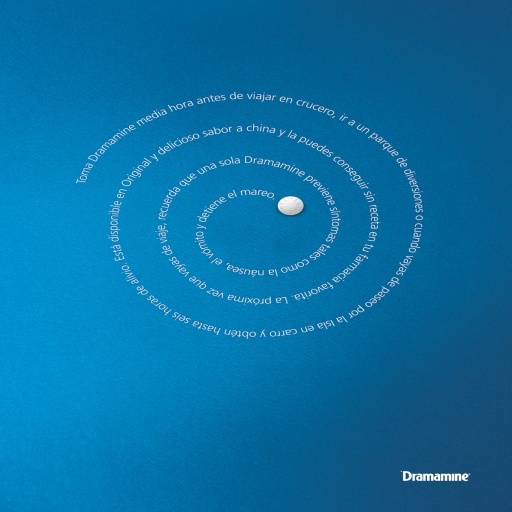 Toma Dramamine media hora antes de viajar en crucero, ir a un parque de diversiones o cuando vayas de paseo por la Isla en carro y obtén hasta seis horas de alivio. Está disponible en Original y delicioso sabor a china y la puedes conseguir sin receta en tu farmacia favorita. La próxima vez que vayas de viaje, recuerda que una sola Dramamine previene síntomas tales como la náusea, el vómito y detiene el mareo.
Dramamine